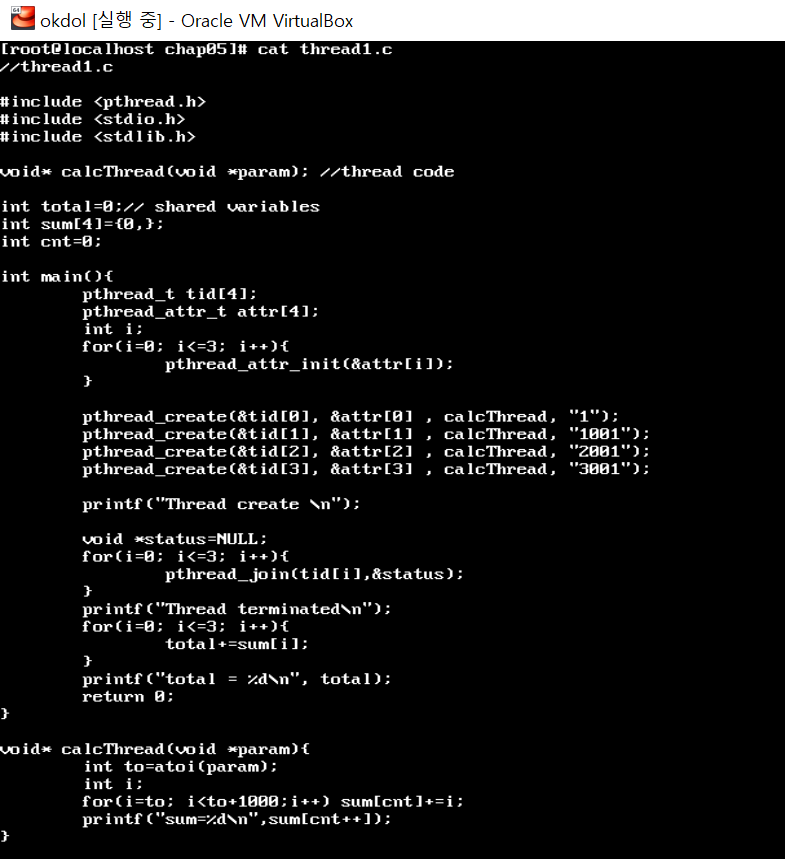 okdol [실행 중] - Oracle VM VirtualBox
[root@localhost chap05]# cat thread1.c
//thread1.c
#include <pthread.h>
#include <stdio.h>
#include <stdlib.h>
void* calcThread(void *param); //thread code
int total=0;// shared variables
int sum[4]={0,};
int cnt=0;
int main(){
        pthread_t tid[4];
        pthread_attr_t attr[4];
        int i;
        for(i=0; i<=3; i++){
                pthread_attr_init(&attr[i]);
        }
        pthread_create(&tid[0], &attr[0] , calcThread, "1");
        pthread_create(&tid[1], &attr[1] , calcThread, "1001");
        pthread_create(&tid[2], &attr[2] , calcThread, "2001");
        pthread_create(&tid[3], &attr[3] , calcThread, "3001");
        printf("Thread create \n");
        void *status=NULL;
        for(i=0; i<=3; i++){
                pthread_join(tid[i],&status);
        }
        printf("Thread terminated\n");
        for(i=0; i<=3; i++){
                total+=sum[i];
        }
        printf("total = %d\n", total);
        return 0;
}
void* calcThread(void *param){
        int to=atoi(param);
        int i;
        for(i=to; i<to+1000;i++) sum[cnt]+=i;
        printf("sum=%d\n",sum[cnt++]);
}